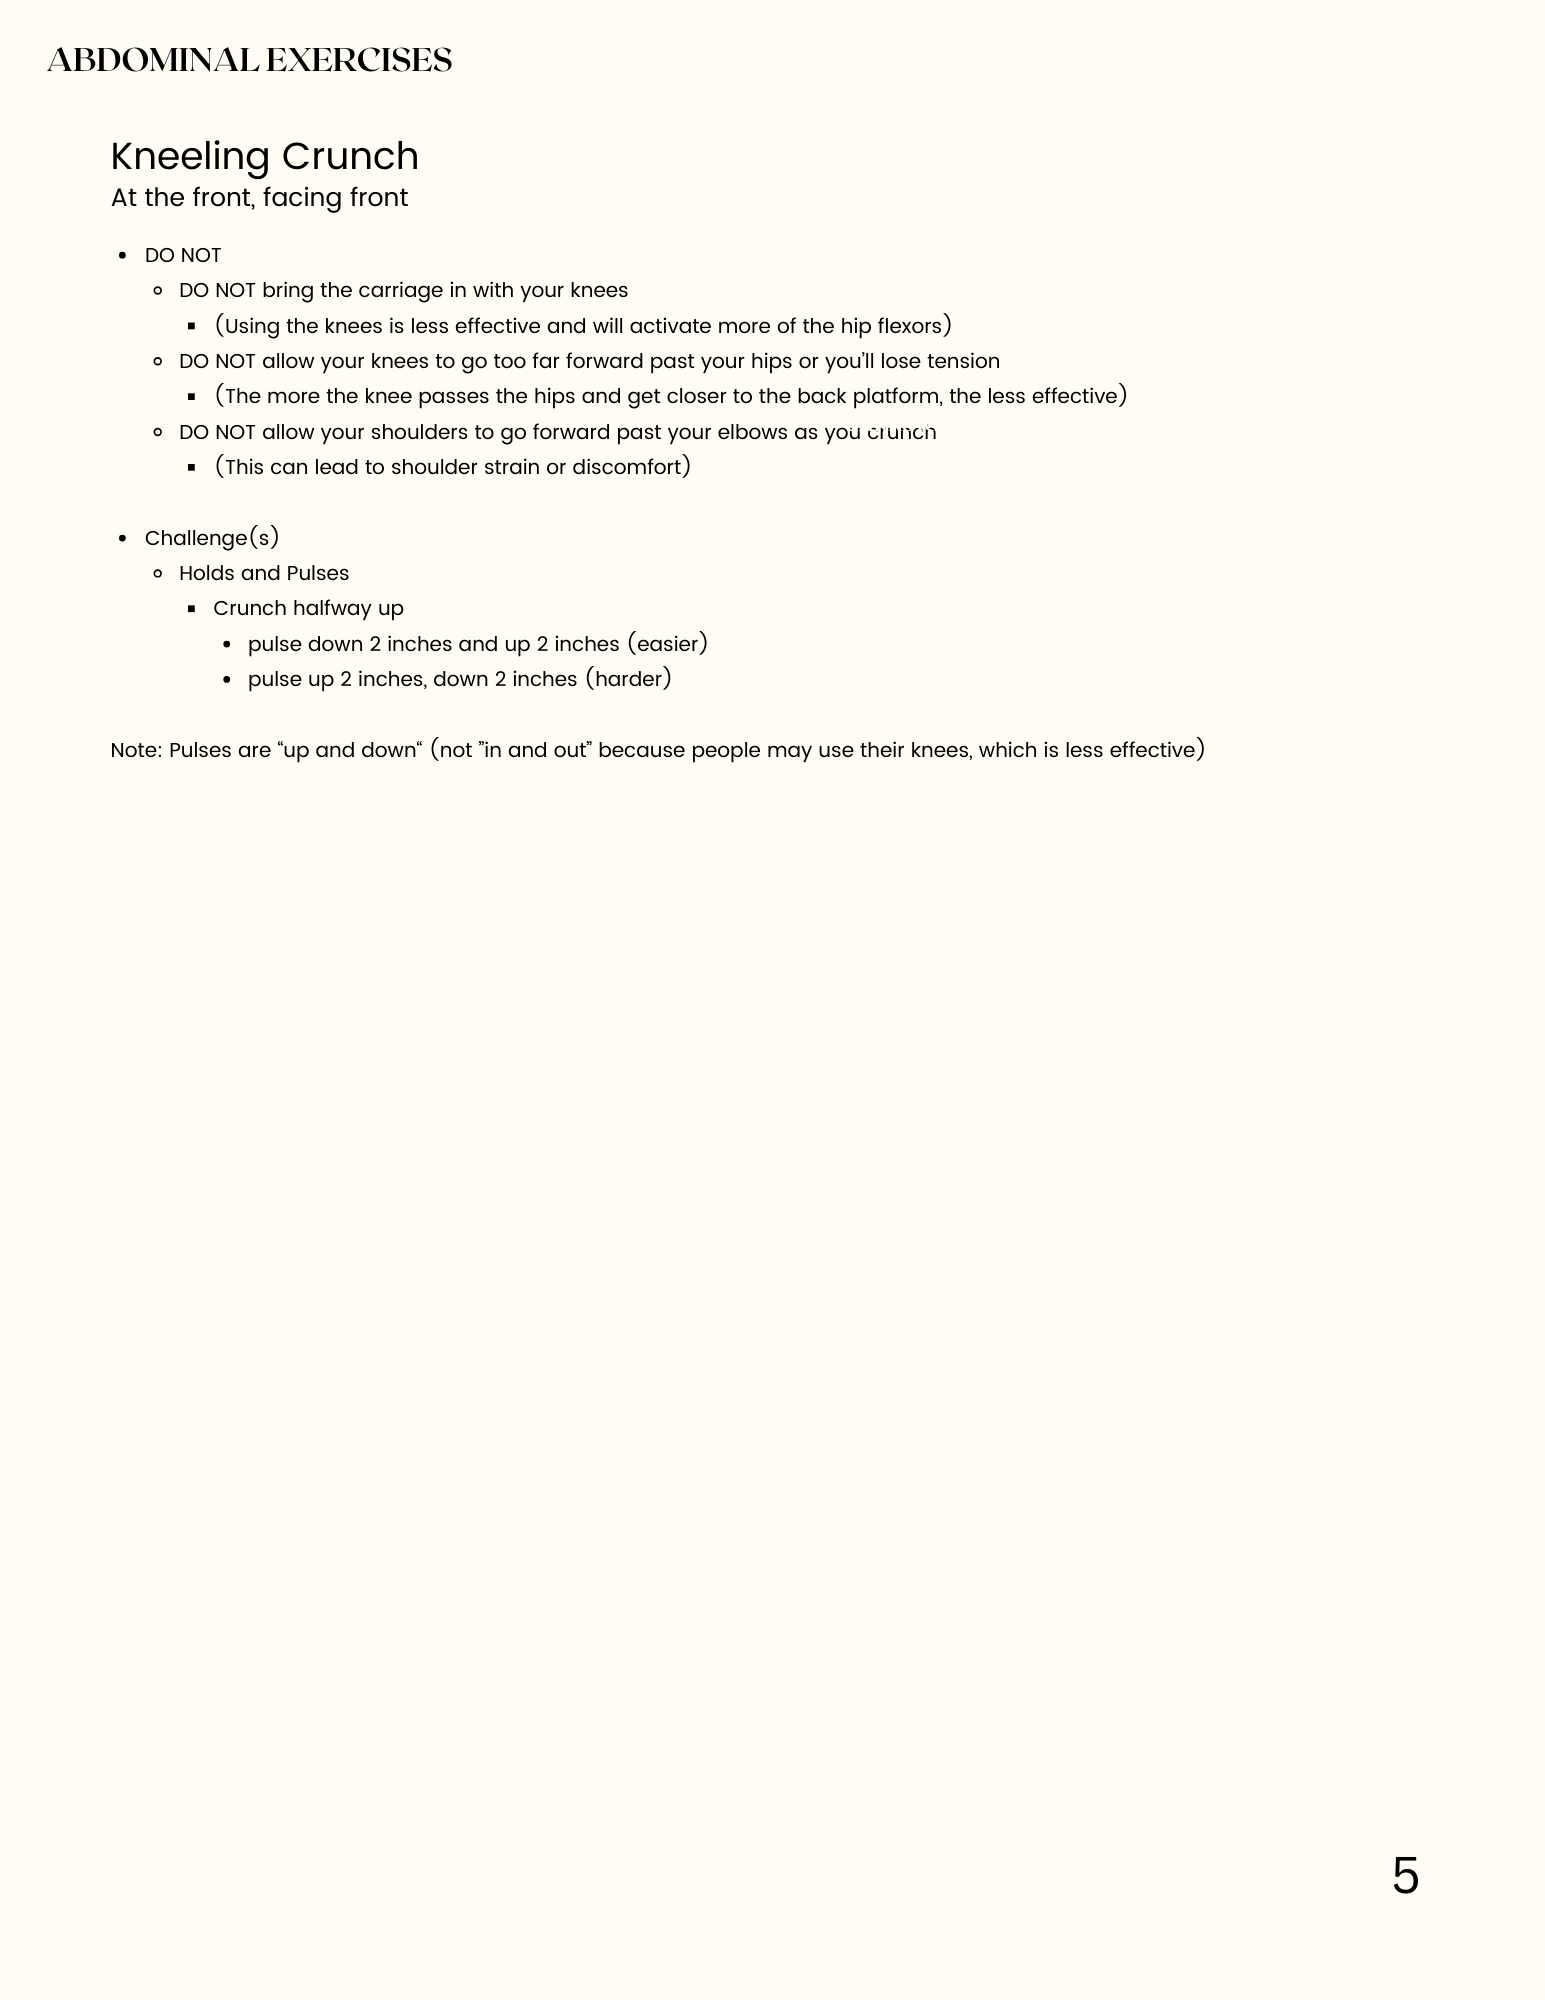 ABDOMINAL EXERCISES
Kneeling Crunch
At the front, facing front
• DO NOT
◦ DO NOT bring the carriage in with your knees
▪ (Using the knees is less effective and will activate more of the hip flexors)
◦ DO NOT allow your knees to go too far forward past your hips or you’ll lose tension
▪ (The more the knee passes the hips and get closer to the back platform, the less effective)
◦ DO NOT allow your shoulders to go forward past your elbows as you crunch
▪ (This can lead to shoulder strain or discomfort)
• Challenge(s)
◦ Holds and Pulses
▪ Crunch halfway up
• pulse down 2 inches and up 2 inches (easier)
• pulse up 2 inches, down 2 inches (harder)
Note: Pulses are “up and down“ (not ”in and out” because people may use their knees, which is less effective)
5